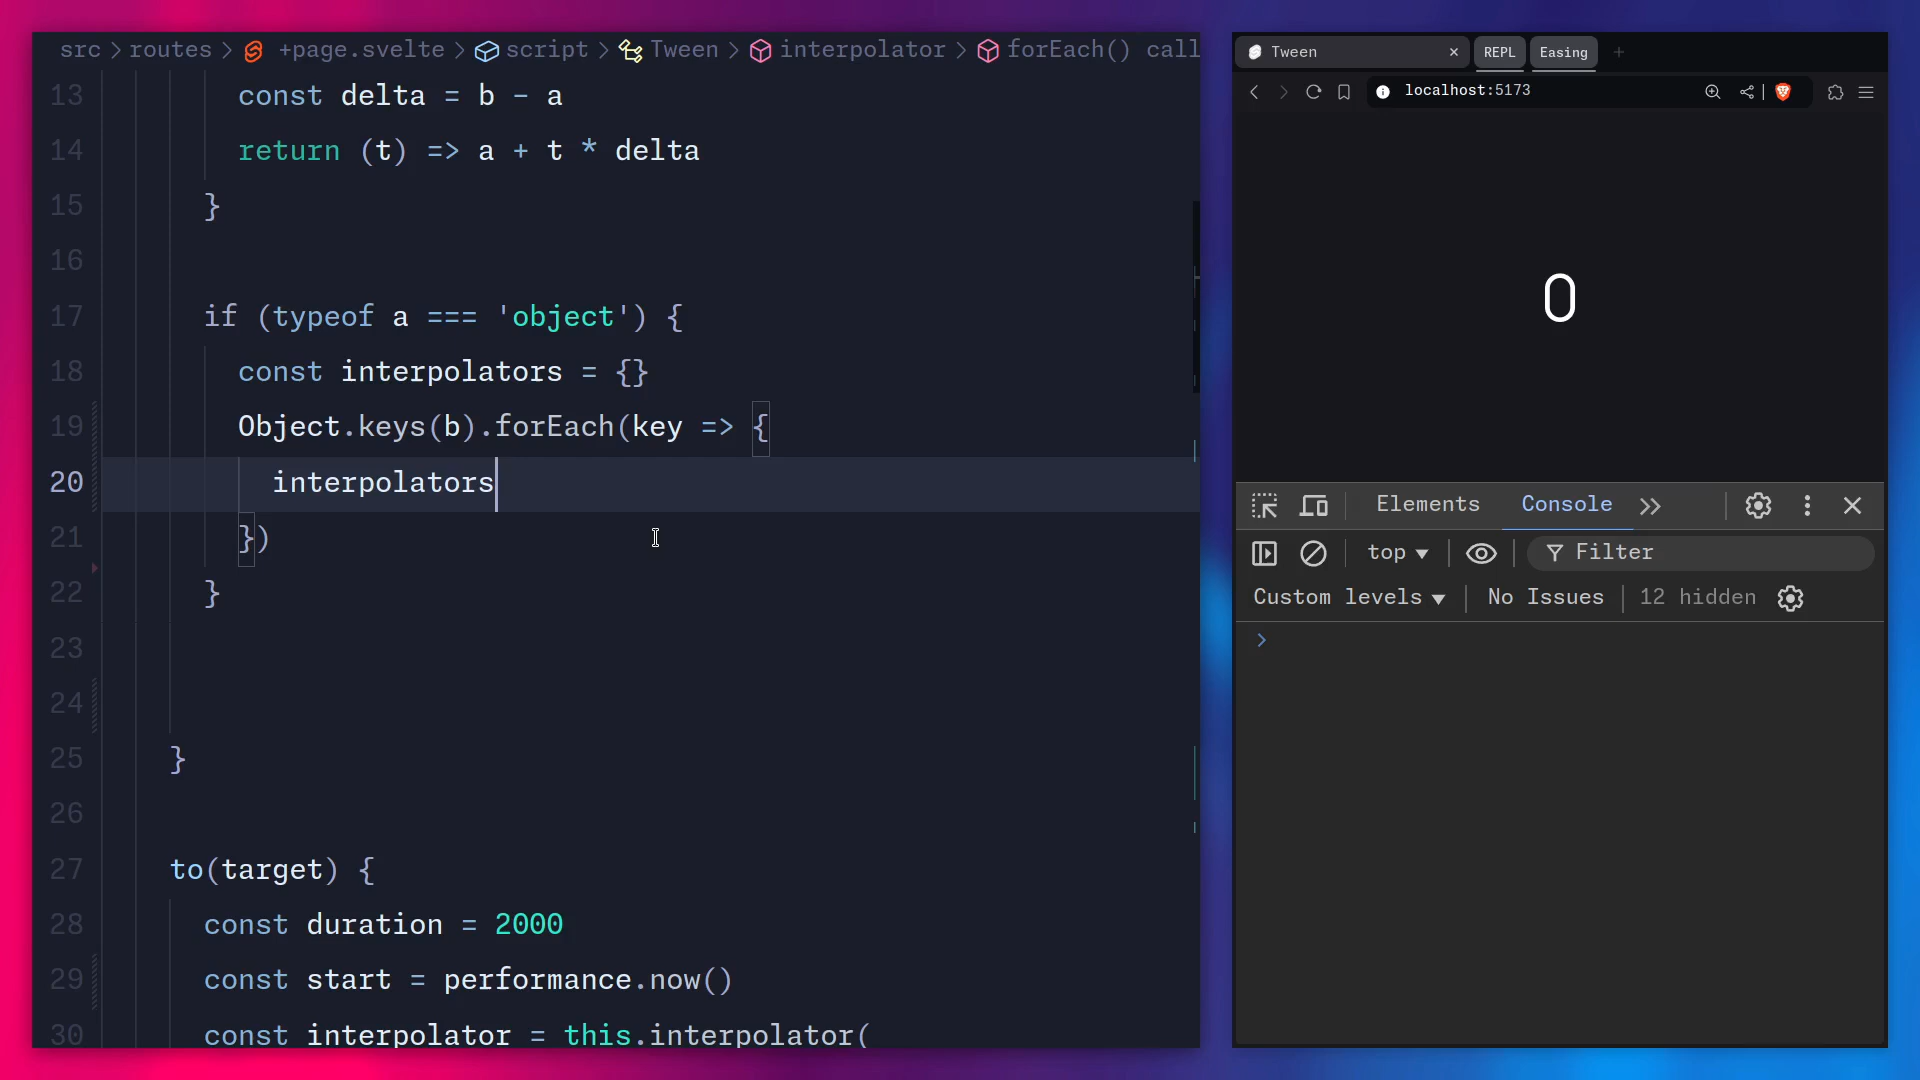 src > routes > +page.svelte > script > Tween > interpolator > forEach() call
13 const delta = b - a
14 return (t) => a + t * delta
15 }
16
17 if (typeof a === 'object') {
18 const interpolators = {}
19 Object.keys(b).forEach(key => {
20 interpolators
21 })
22 }
23
24
25 }
26
27 to(target) {
28 const duration = 2000
29 const start = performance.now()
30 const interpolator = this.interpolator(
Tween × REPL Easing +
localhost:5173
0
Elements Console
top Filter
Custom levels No Issues 12 hidden